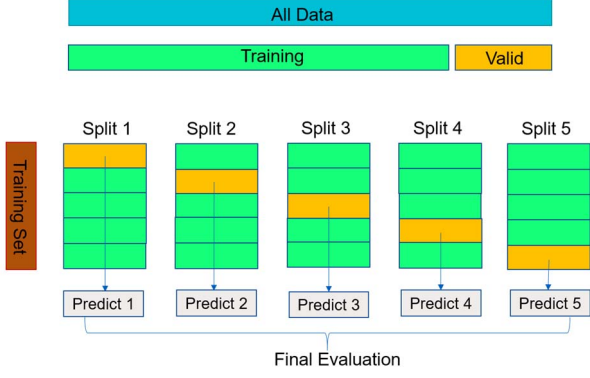 All Data
Training Valid
Split 1 Split 2 Split 3 Split 4 Split 5
Training Set
Predict 1 Predict 2 Predict 3 Predict 4 Predict 5
Final Evaluation